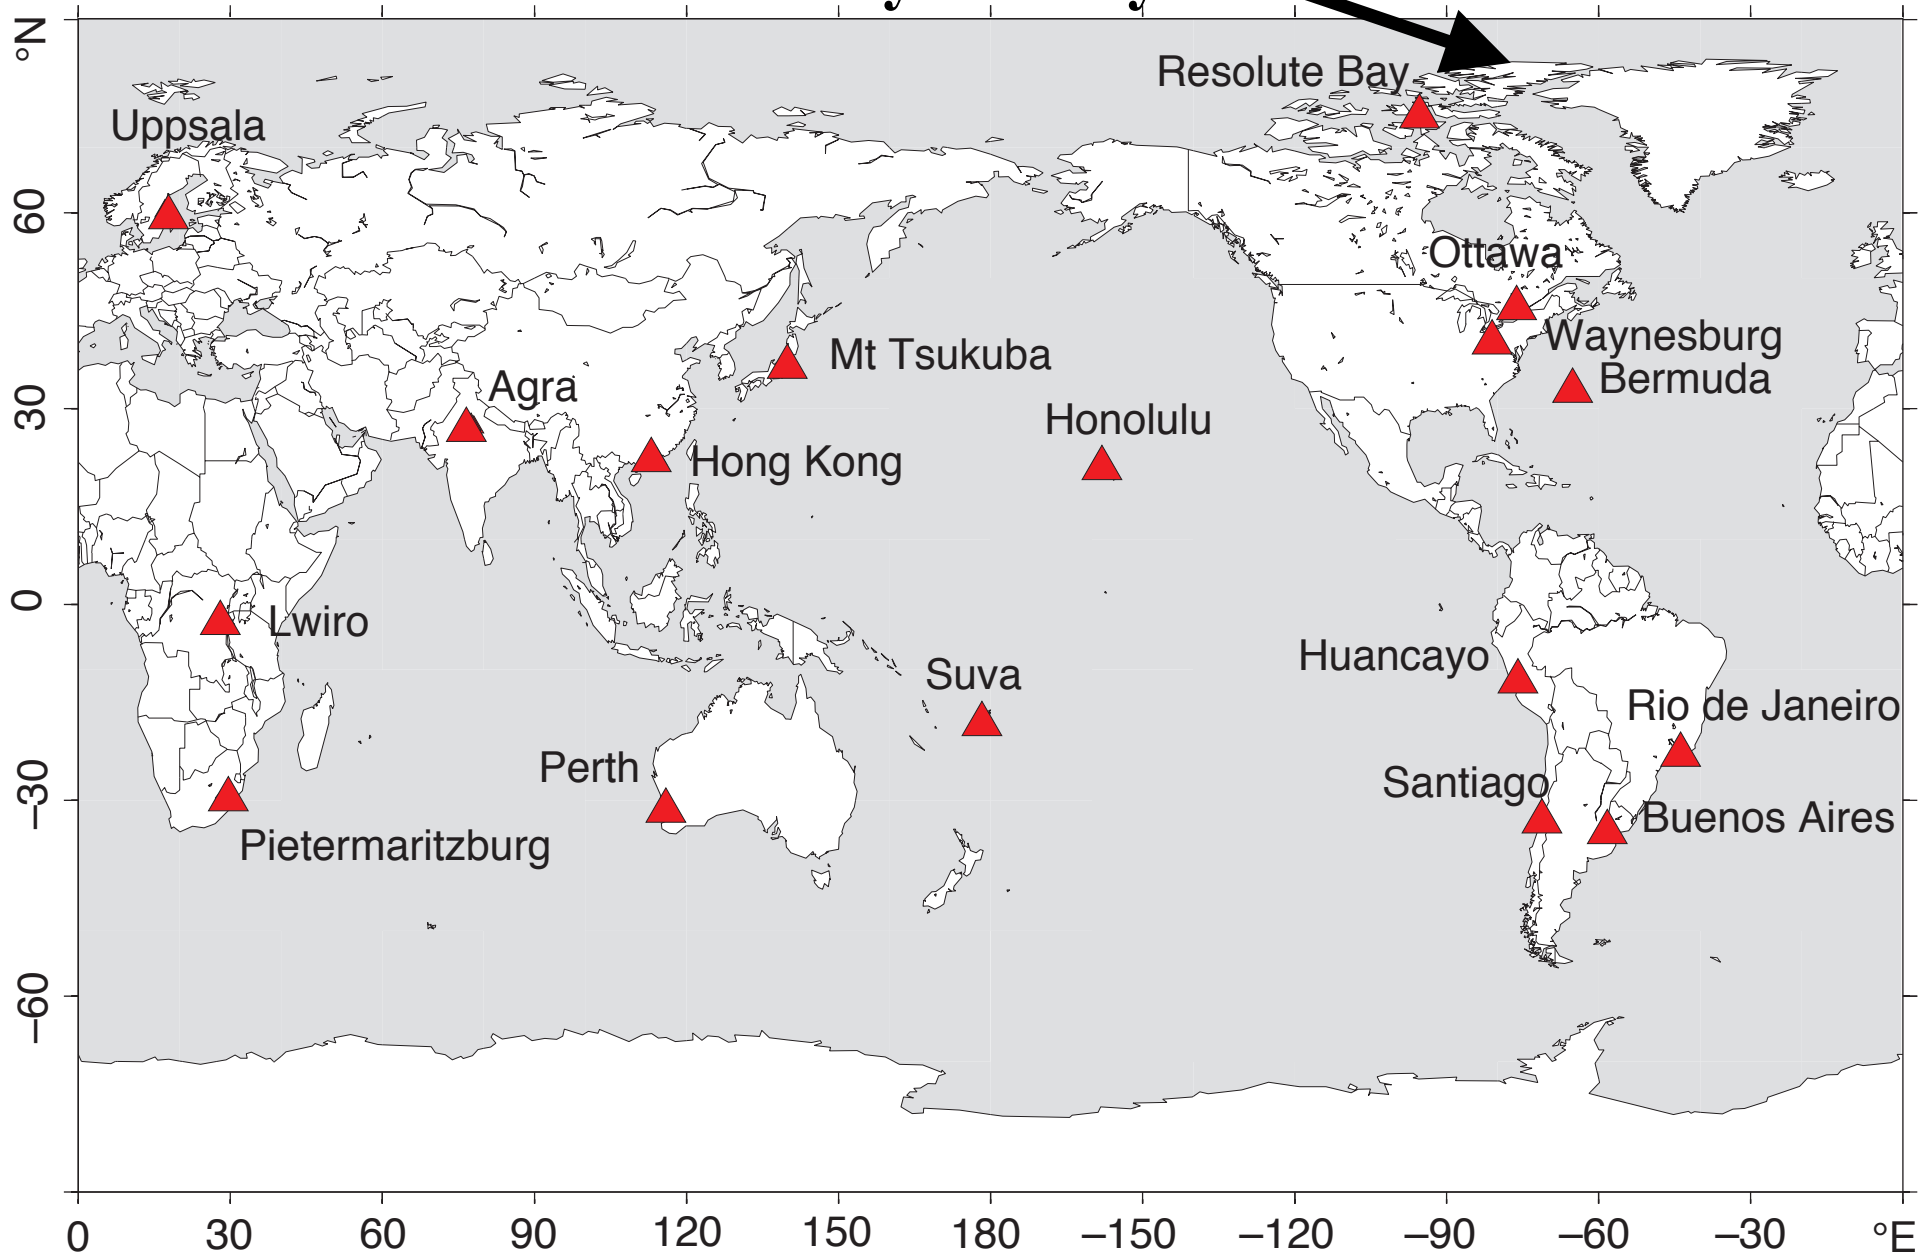 °N
Resolute Bay
Uppsala
60
Ottawa
Waynesburg
Mt Tsukuba
Bermuda
Agra
30
Honolulu
Hong Kong
0
Lwiro
Huancayo
Suva
Rio de Janeiro
Perth
Santiago
–30
Buenos Aires
Pietermaritzburg
–60
0 30 60 90 120 150 180 –150 –120 –90 –60 –30 °E